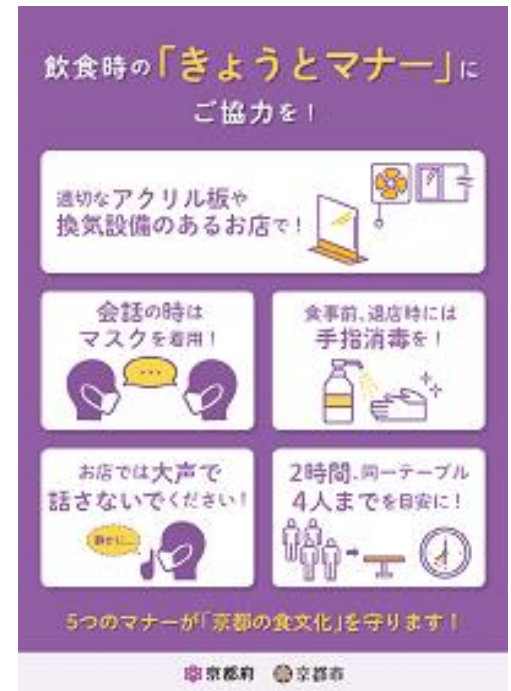 飲食時の「きょうとマナー」に
ご協力を！
適切なアクリル板や
換気設備のあるお店で！
会話の時は
マスクを着用！
食事前、退店時には
手指消毒を！
お店では大声で
話さないでください！
静かに…
2時間、同一テーブル
4人までを目安に！
5つのマナーが「京都の食文化」を守ります！
京都府 京都市